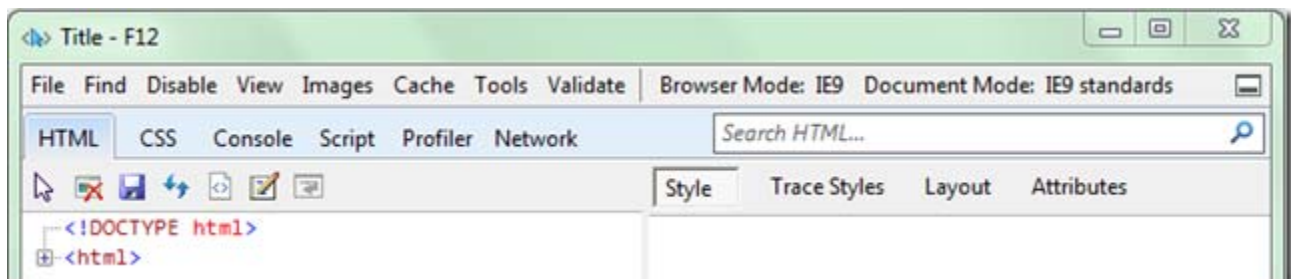 Title - F12
File Find Disable View Images Cache Tools Validate Browser Mode: IE9 Document Mode: IE9 standards
HTML CSS Console Script Profiler Network Search HTML...
Style Trace Styles Layout Attributes
<!DOCTYPE html>
<html>